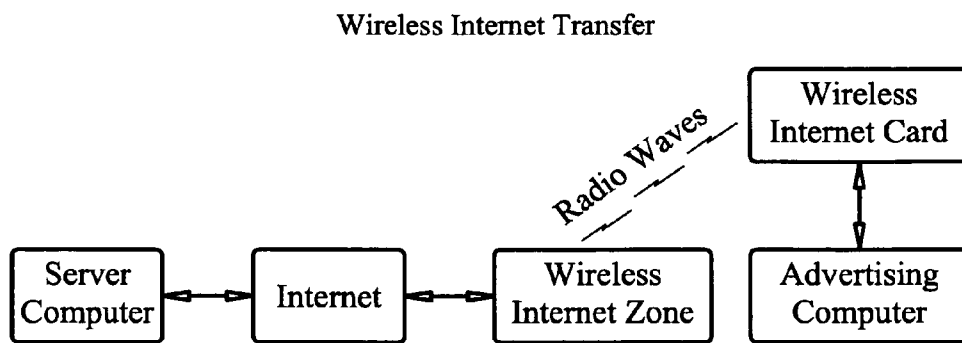 Wireless Internet Transfer
Wireless
Internet Card
Radio Waves
Server
Computer
Internet
Wireless
Internet Zone
Advertising
Computer